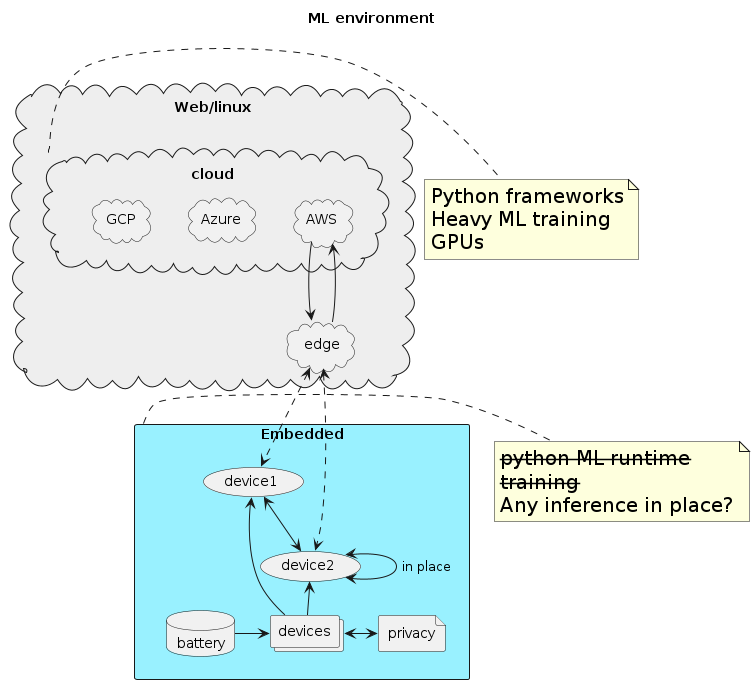 ML environment
Web/linux
cloud
GCP
Azure
AWS
Python frameworks
Heavy ML training
GPUs
edge
Embedded
python ML runtime
training
Any inference in place?
device1
device2
in place
battery
devices
privacy